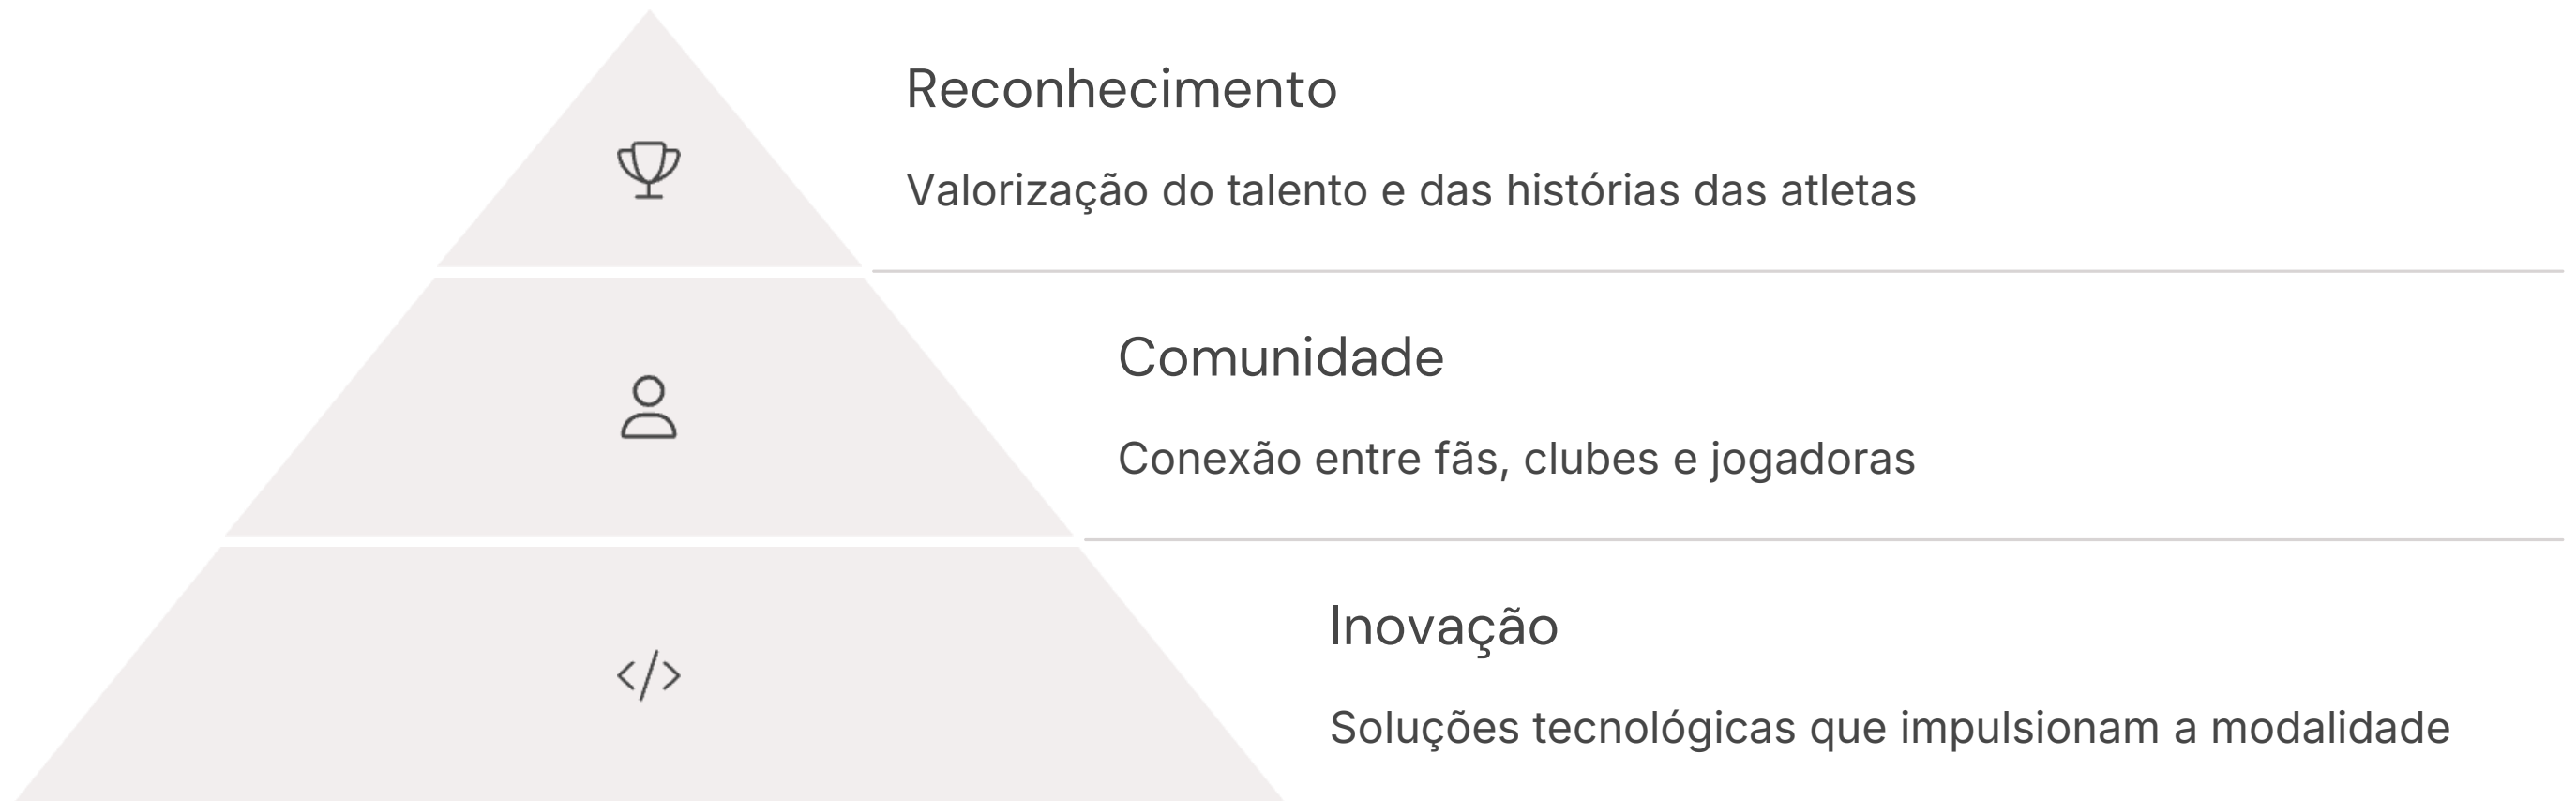 Reconhecimento
Valorização do talento e das histórias das atletas
Comunidade
Conexão entre fãs, clubes e jogadoras
Inovação
Soluções tecnológicas que impulsionam a modalidade